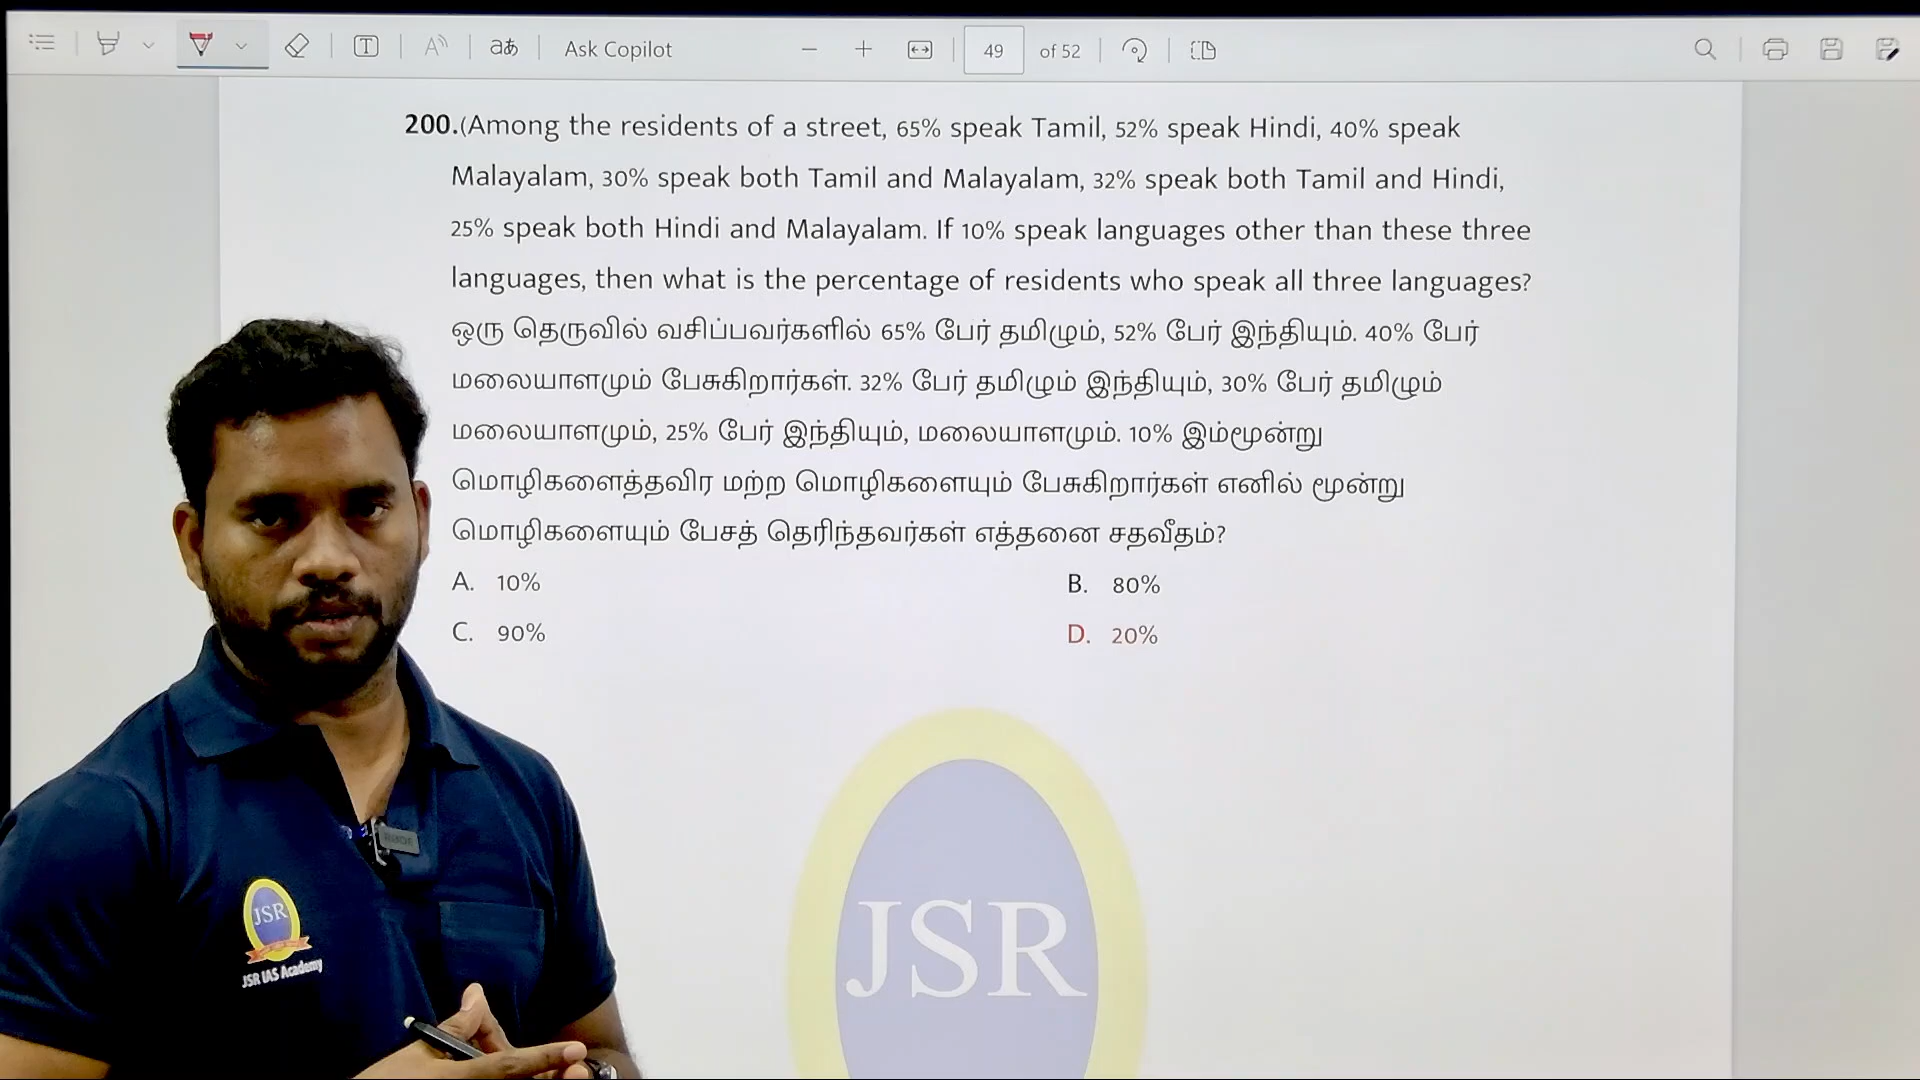 Ask Copilot
49 of 52
200.(Among the residents of a street, 65% speak Tamil, 52% speak Hindi, 40% speak
Malayalam, 30% speak both Tamil and Malayalam, 32% speak both Tamil and Hindi,
25% speak both Hindi and Malayalam. If 10% speak languages other than these three
languages, then what is the percentage of residents who speak all three languages?
ஒரு தெருவில் வசிப்பவர்களில் 65% பேர் தமிழும், 52% பேர் இந்தியும். 40% பேர்
மலையாளமும் பேசுகிறார்கள். 32% பேர் தமிழும் இந்தியும், 30% பேர் தமிழும்
மலையாளமும், 25% பேர் இந்தியும், மலையாளமும். 10% இம்மூன்று
மொழிகளைத்தவிர மற்ற மொழிகளையும் பேசுகிறார்கள் எனில் மூன்று
மொழிகளையும் பேசத் தெரிந்தவர்கள் எத்தனை சதவீதம்?
A. 10%
B. 80%
C. 90%
D. 20%
JSR
JSR
JSR IAS Academy